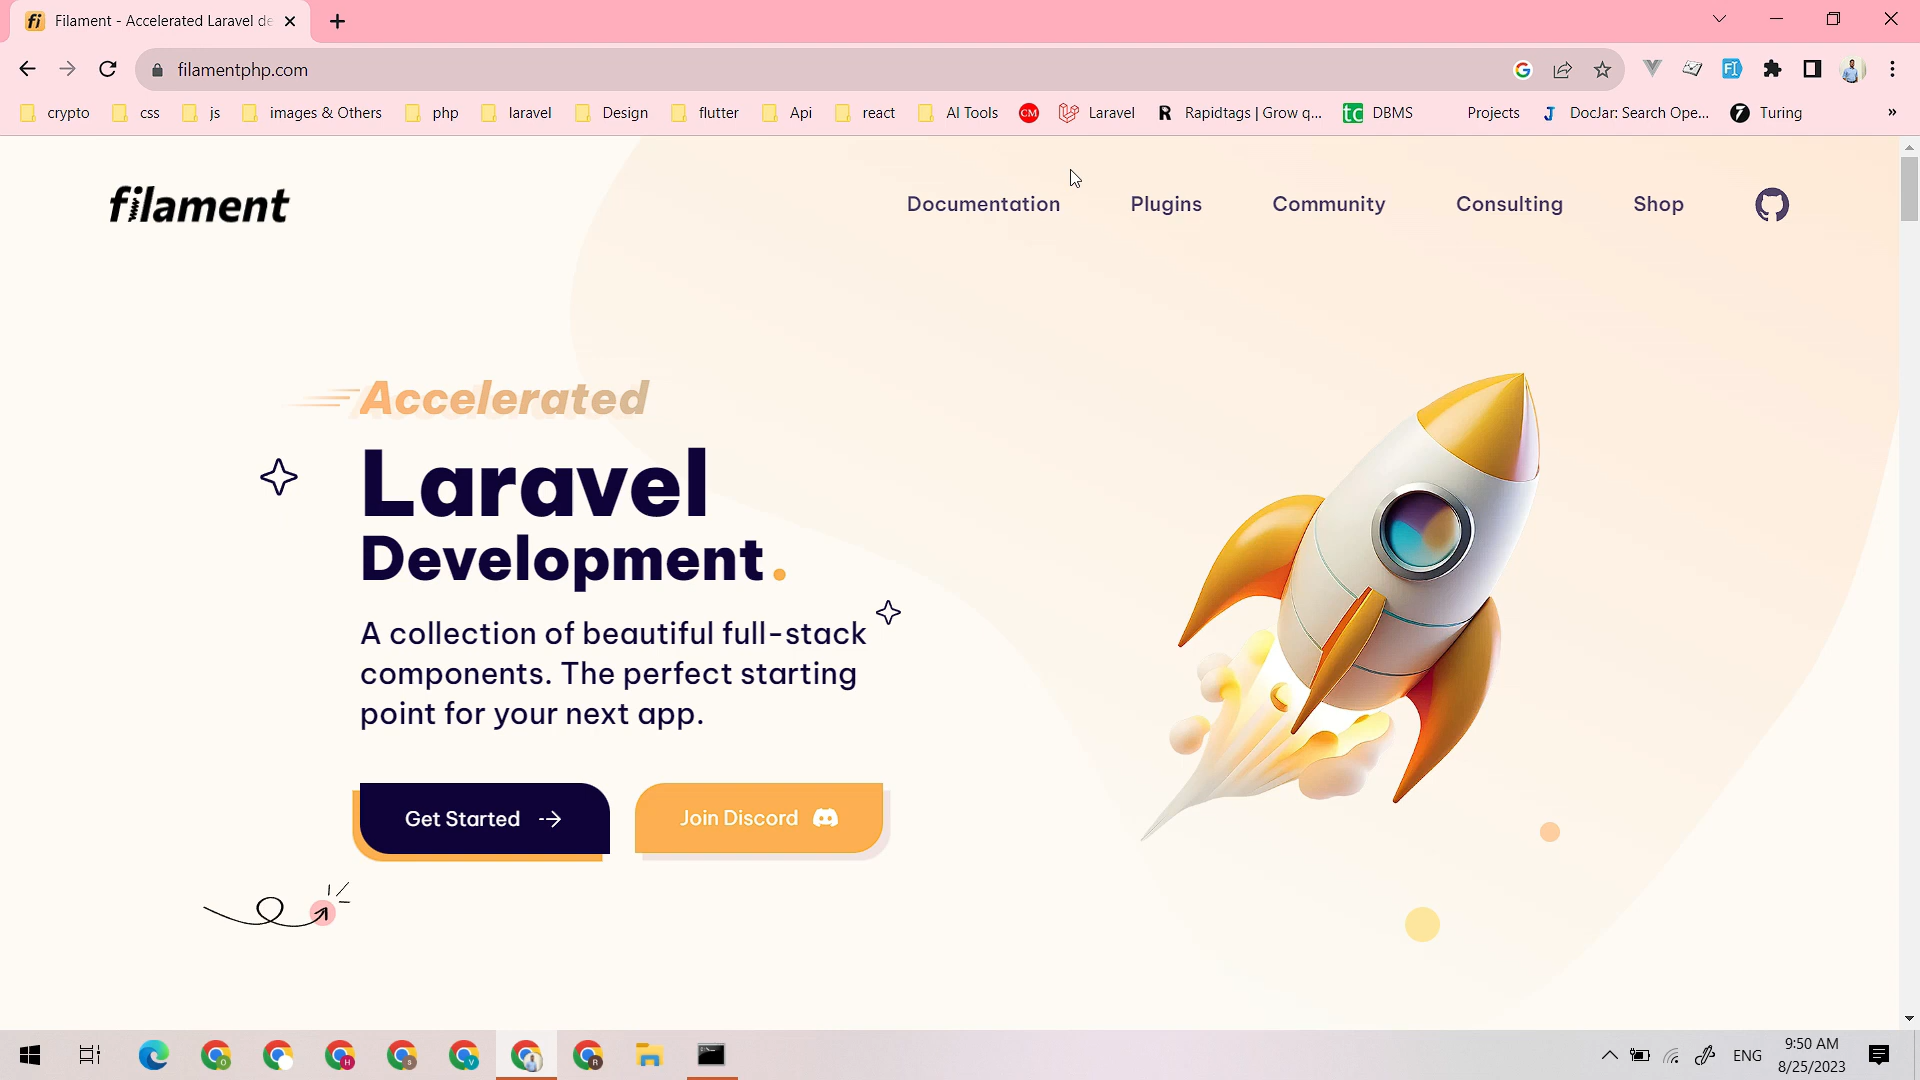 Filament - Accelerated Laravel de
filamentphp.com
crypto css js images & Others php laravel Design flutter Api react AI Tools CM Laravel R Rapidtags | Grow q... tc DBMS Projects J DocJar: Search Ope... Turing »
filament
Documentation Plugins Community Consulting Shop
Accelerated
Laravel
Development.
A collection of beautiful full-stack
components. The perfect starting
point for your next app.
Get Started Join Discord
ENG
9:50 AM
8/25/2023